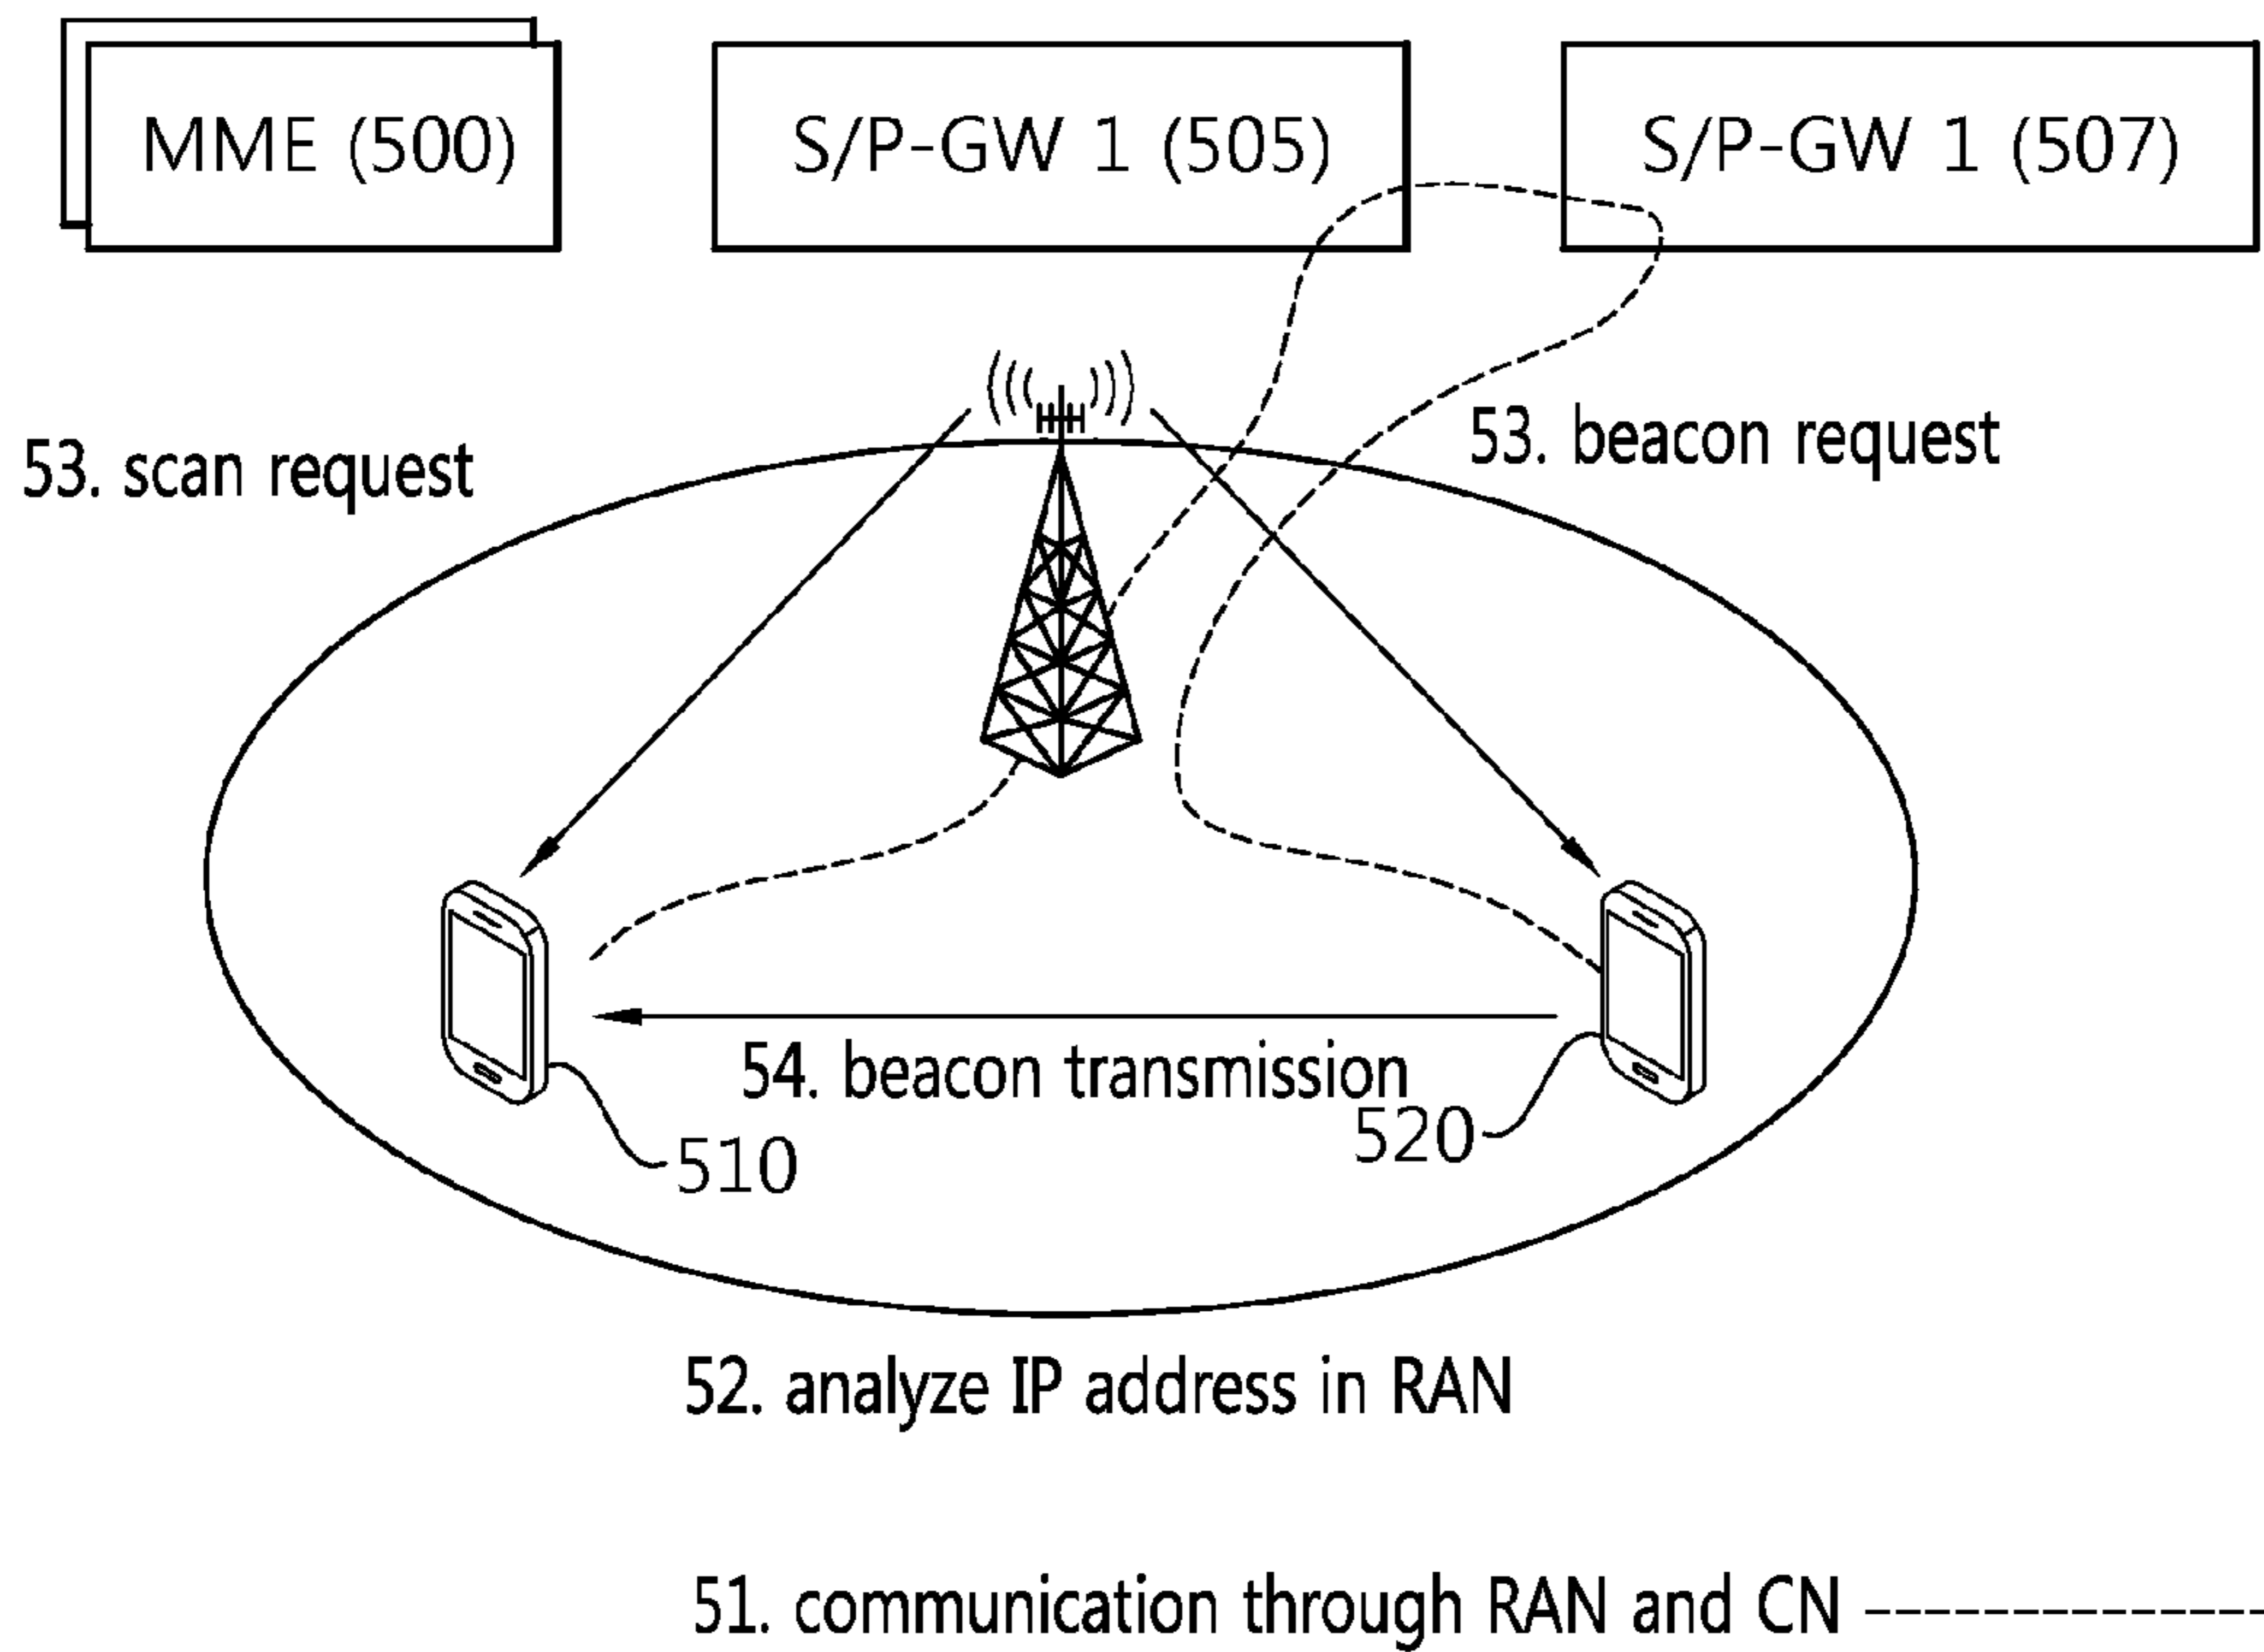 MME (500)
S/P-GW 1 (505)
S/P-GW 1 (507)
53. scan request
53. beacon request
54. beacon transmission
510
520
52. analyze IP address in RAN
51. communication through RAN and CN